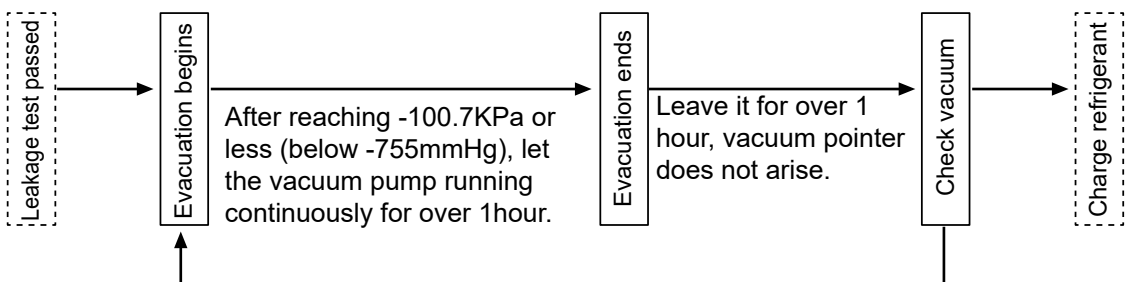 Leakage test passed
Evacuation begins
After reaching -100.7KPa or
less (below -755mmHg), let
the vacuum pump running
continuously for over 1hour.
Evacuation ends
Leave it for over 1
hour, vacuum pointer
does not arise.
Check vacuum
Charge refrigerant